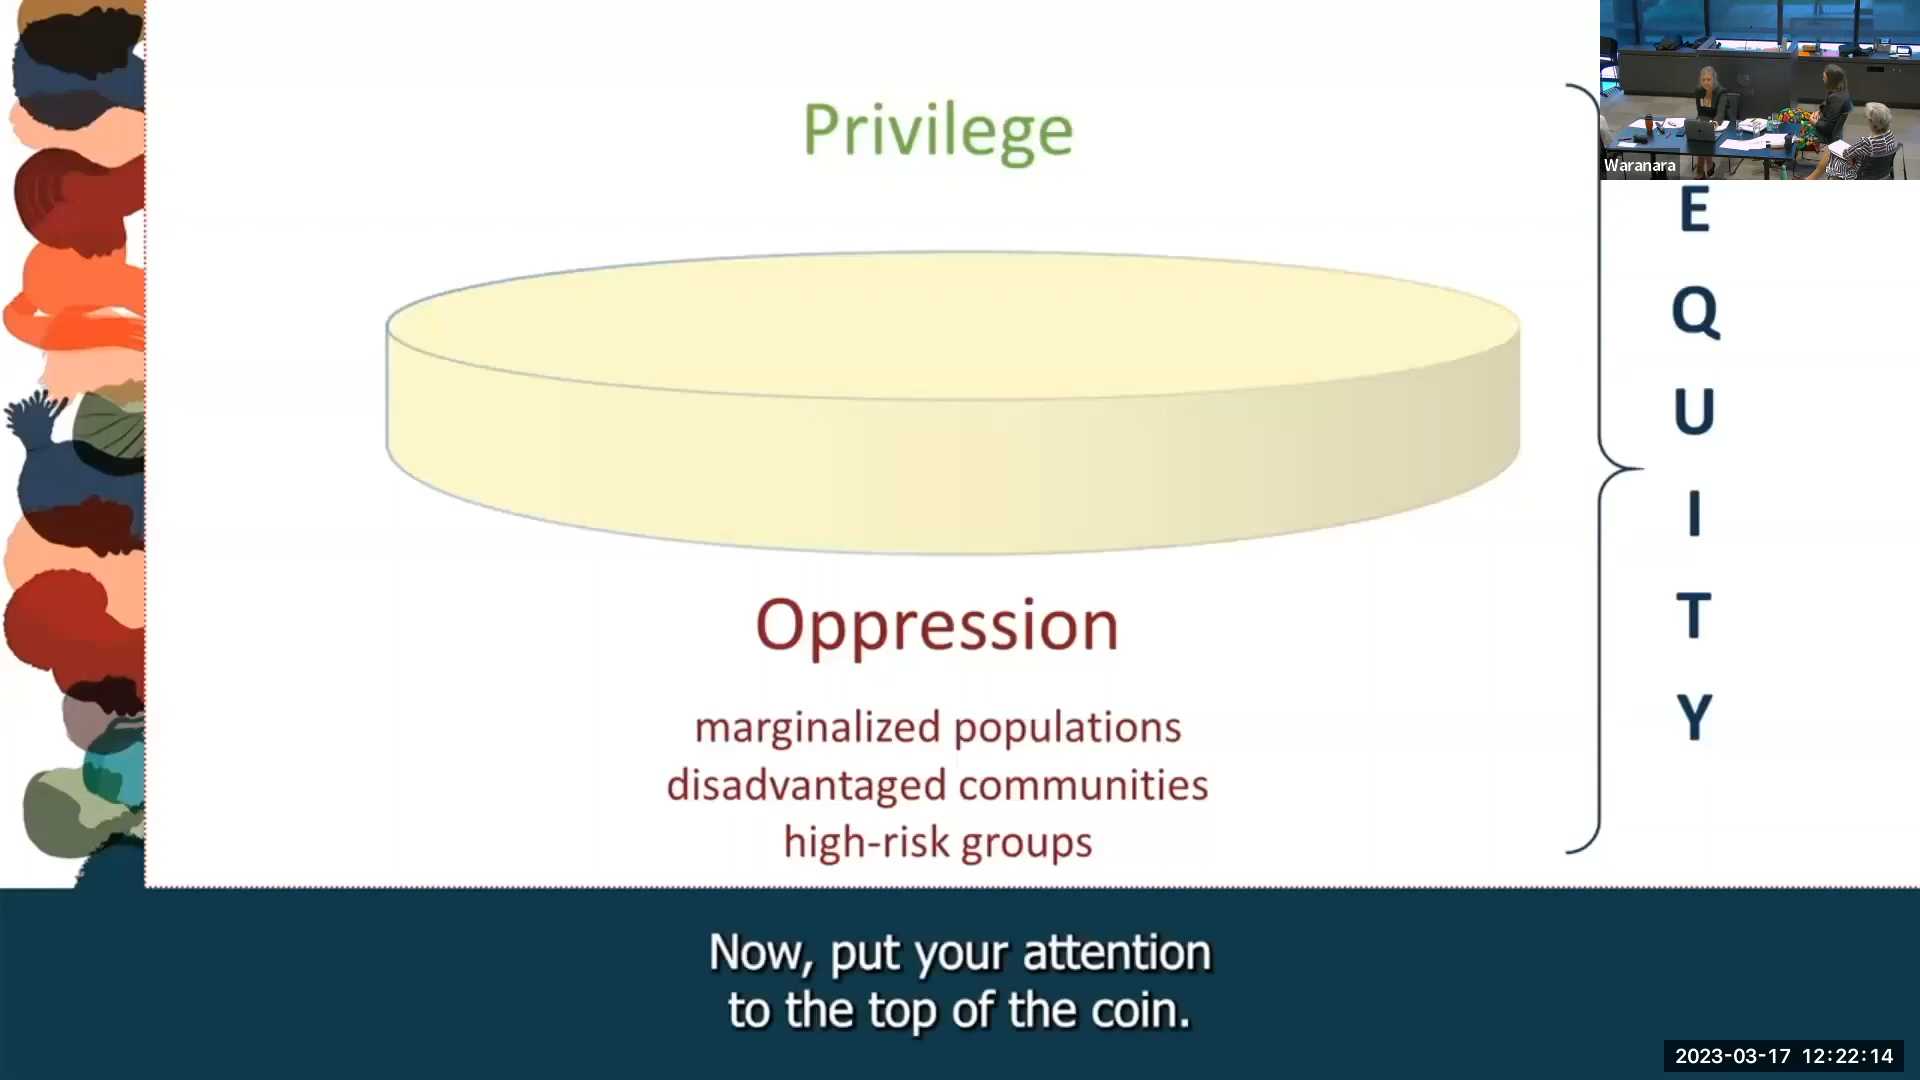 Privilege
Waranara
E
Q
U
I
T
Y
Oppression
marginalized populations
disadvantaged communities
high-risk groups
Now, put your attention
to the top of the coin.
2023-03-17 12:22:14